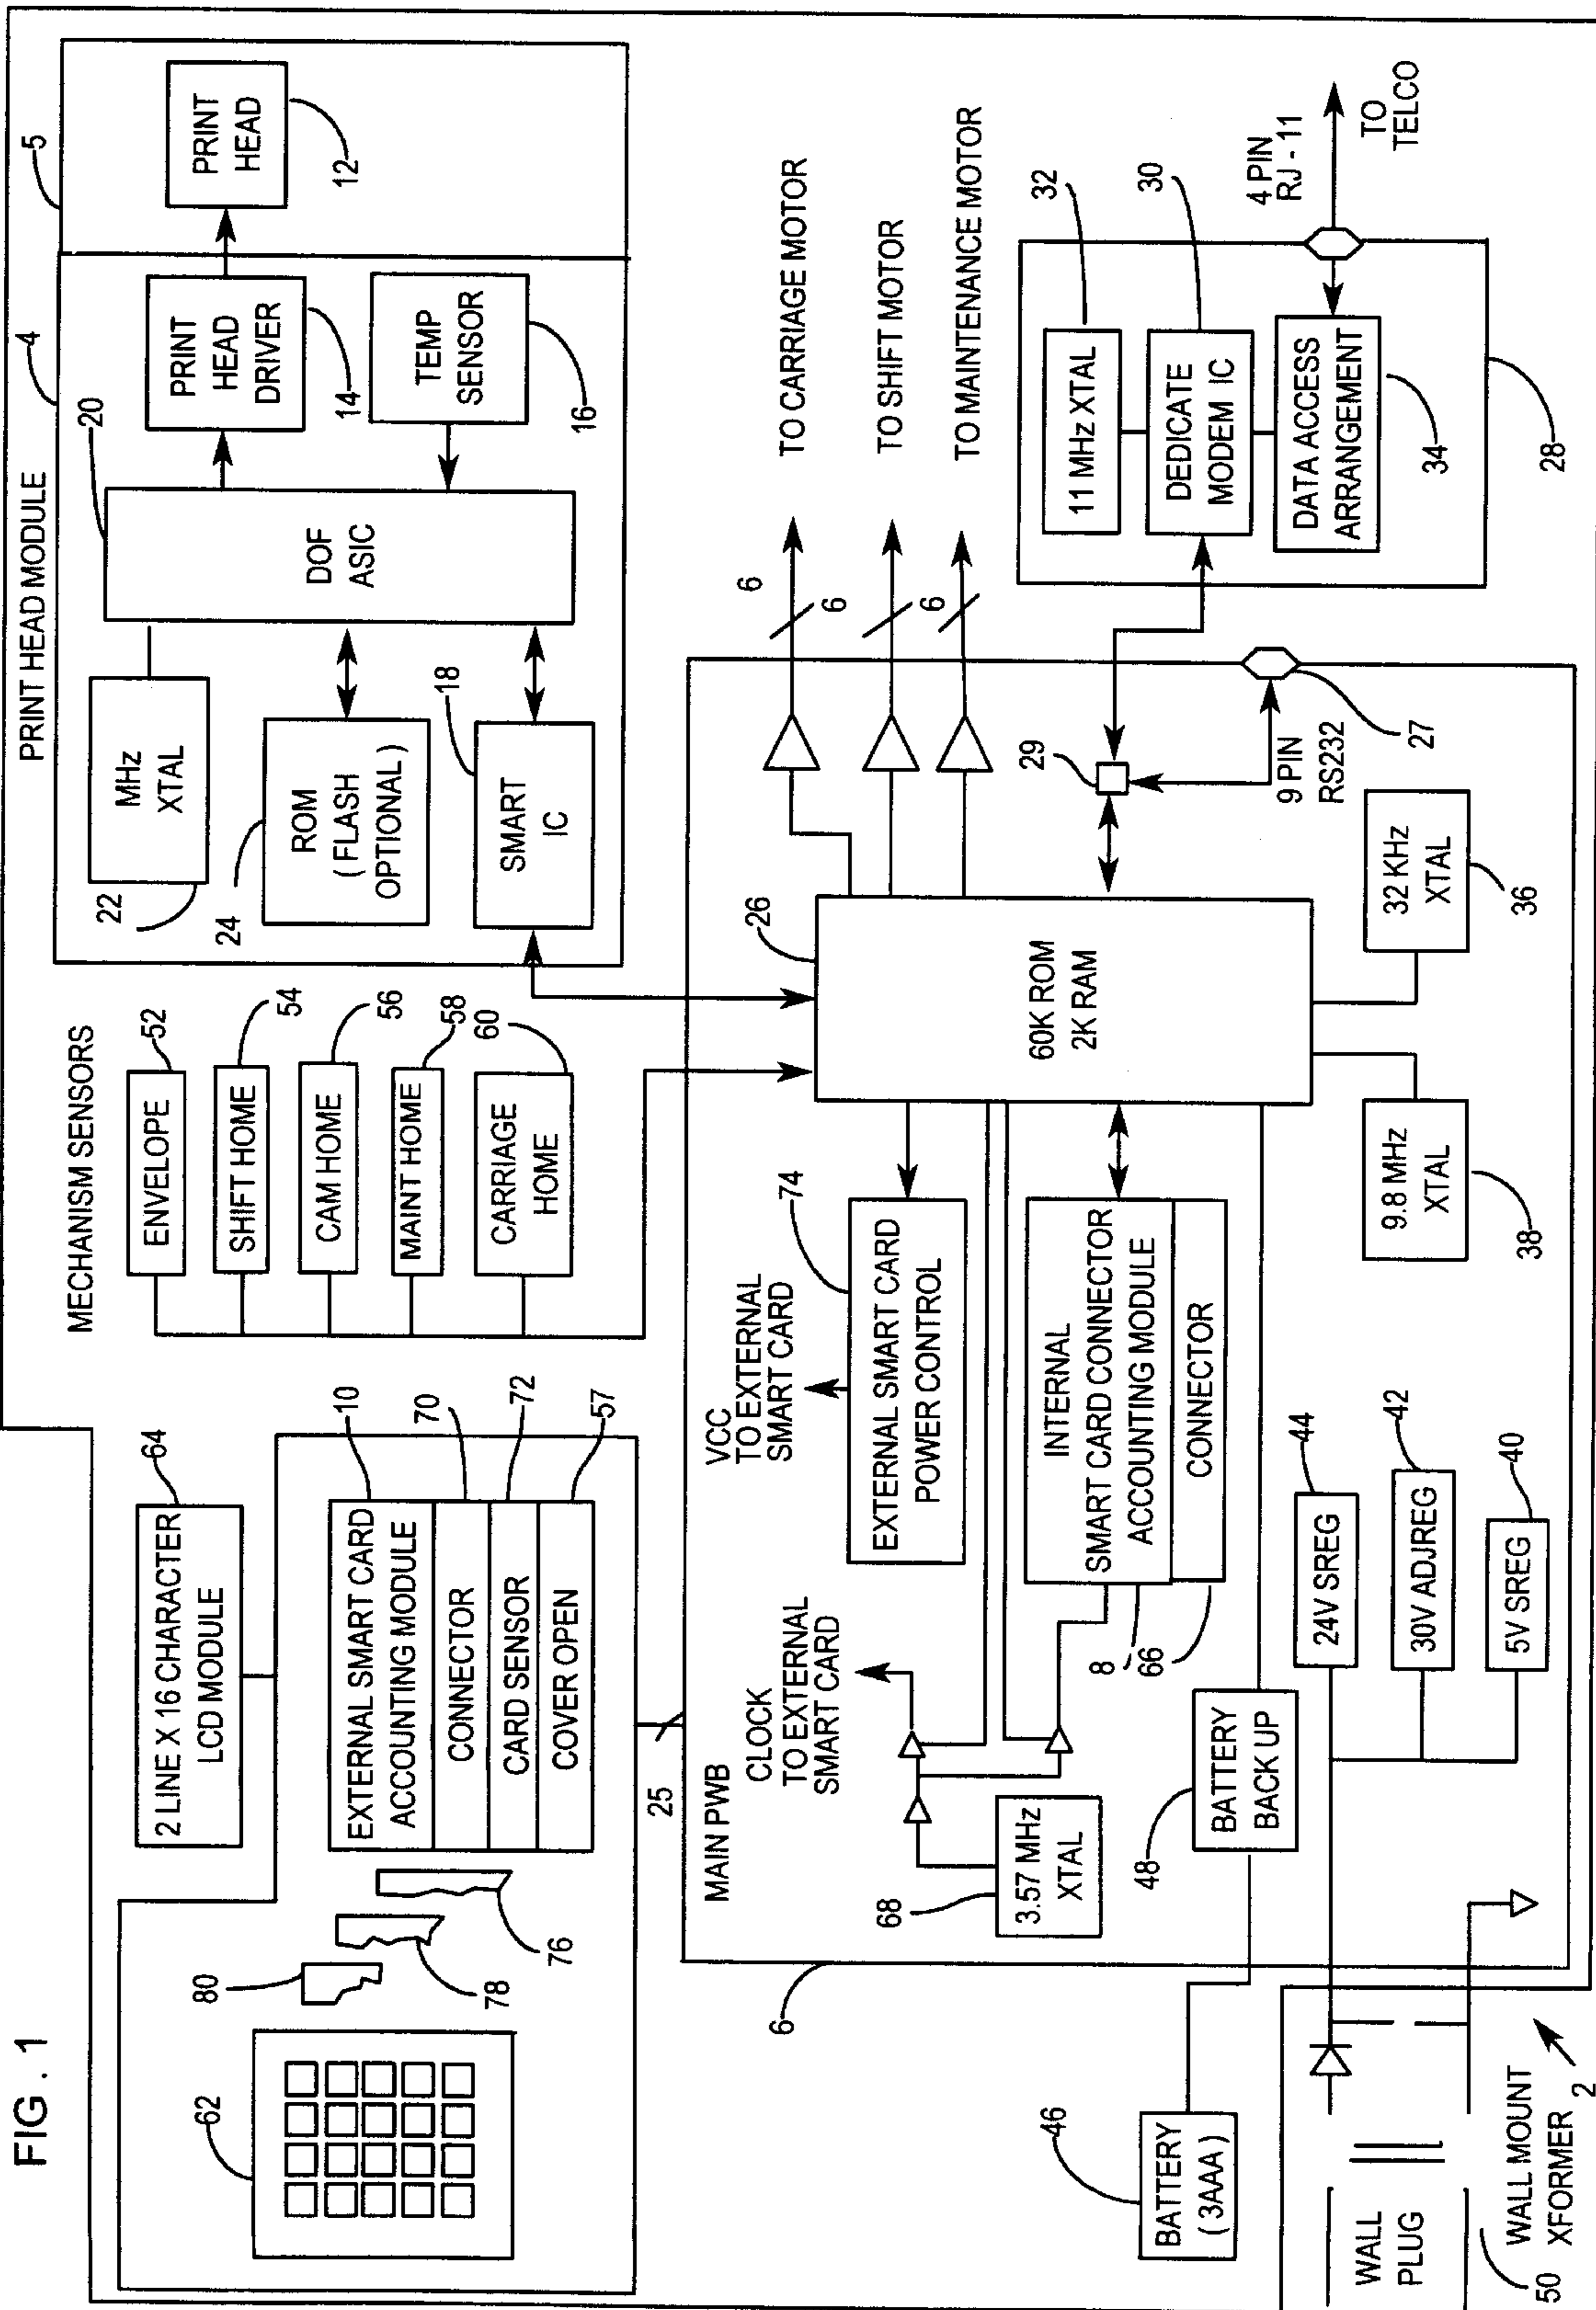 FIG. 1
62
80
78
76
64
2 LINE X 16 CHARACTER
LCD MODULE
EXTERNAL SMART CARD
ACCOUNTING MODULE
CONNECTOR
CARD SENSOR
COVER OPEN
10
70
72
57
25
MECHANISM SENSORS
ENVELOPE
52
SHIFT HOME
54
CAM HOME
56
MAINT HOME
58
CARRIAGE
HOME
60
PRINT HEAD MODULE
4
5
MHz
XTAL
22
ROM
( FLASH
OPTIONAL )
24
SMART
IC
18
20
DOF
ASIC
PRINT
HEAD
DRIVER
14
TEMP
SENSOR
16
PRINT
HEAD
12
6
MAIN PWB
CLOCK
TO EXTERNAL
SMART CARD
VCC
TO EXTERNAL
SMART CARD
74
EXTERNAL SMART CARD
POWER CONTROL
68
3.57 MHz
XTAL
INTERNAL
SMART CARD CONNECTOR
ACCOUNTING MODULE
CONNECTOR
8
66
26
60K ROM
2K RAM
6
6
6
TO CARRIAGE MOTOR
TO SHIFT MOTOR
TO MAINTENANCE MOTOR
29
9 PIN
RS232
27
32
11 MHz XTAL
30
DEDICATE
MODEM IC
DATA ACCESS
ARRANGEMENT
34
28
4 PIN
RJ - 11
TO
TELCO
46
BATTERY
( 3AAA )
48
BATTERY
BACK UP
24V SREG
44
30V ADJREG
42
5V SREG
40
9.8 MHz
XTAL
38
32 KHz
XTAL
36
WALL
PLUG
50
WALL MOUNT
XFORMER
2